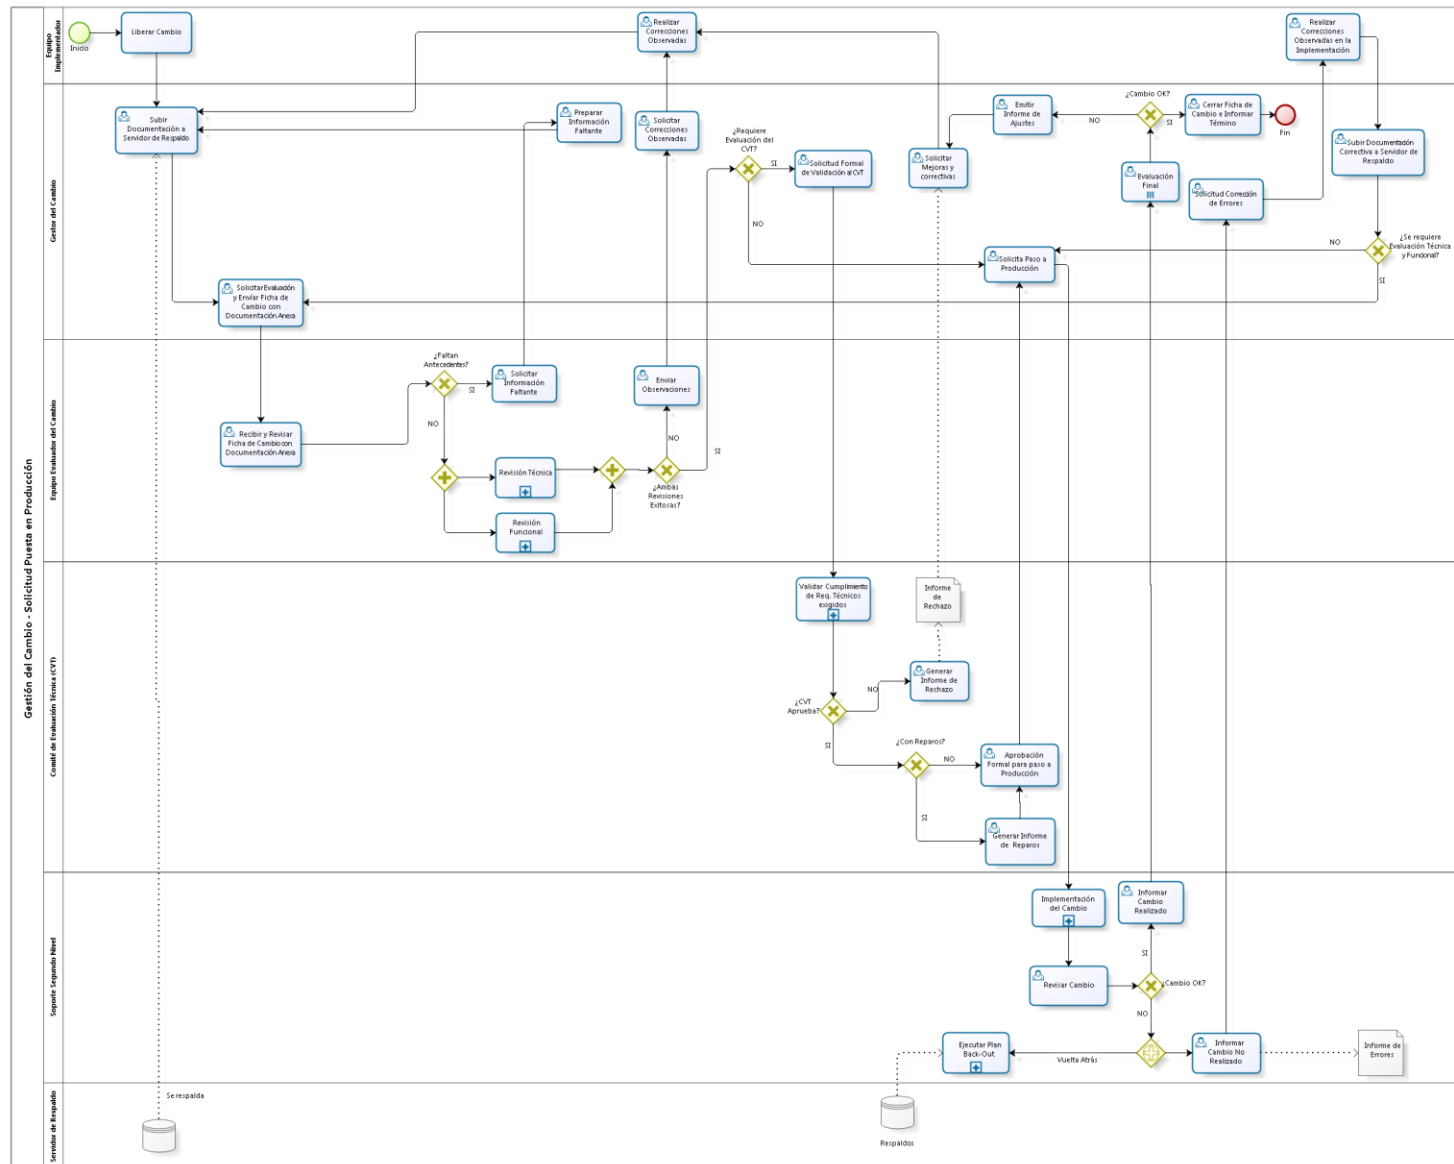 Gestión del Cambio - Solicitud Puesta en Producción
Equipo
Implementador
Inicio
Liberar Cambio
Realizar
Correcciones
Observadas
Realizar
Correcciones
Observadas en la
Implementación
Gestor del Cambio
Subir
Documentación a
Servidor de Respaldo
Preparar
Información
Faltante
Solicitar
Correcciones
Observadas
¿Requiere
Evaluación del
CVT?
SI
NO
Solicitud Formal
de Validación al CVT
Solicitar
Mejoras y
correctivas
Emitir
Informe de
Ajustes
NO
¿Cambio OK?
SI
Cerrar Ficha de
Cambio e Informar
Término
Fin
Evaluación
Final
Solicitud Corrección
de Errores
Subir Documentación
Correctiva a Servidor de
Respaldo
¿Se requiere
Evaluación Técnica
y Funcional?
NO
SI
Solicita Paso a
Producción
Solicitar Evaluación
y Enviar Ficha de
Cambio con
Documentación Anexa
Equipo Evaluador del Cambio
Recibir y Revisar
Ficha de Cambio con
Documentación Anexa
¿Faltan
Antecedentes?
SI
NO
Solicitar
Información
Faltante
Revisión Técnica
Revisión
Funcional
Enviar
Observaciones
NO
SI
¿Ambas
Revisiones
Exitosas?
Comité de Evaluación Técnica (CVT)
Validar Cumplimiento
de Req. Técnicos
exigidos
Informe
de
Rechazo
Generar
Informe de
Rechazo
NO
¿CVT
Aprueba?
SI
¿Con Reparos?
NO
SI
Aprobación
Formal para paso a
Producción
Generar Informe
de Reparos
Soporte Segundo Nivel
Implementación
del Cambio
Informar
Cambio
Realizado
SI
Revisar Cambio
¿Cambio OK?
NO
Ejecutar Plan
Back-Out
Vuelta Atrás
Informar
Cambio No
Realizado
Informe de
Errores
Servidor de Respaldo
Se respalda
Respaldos